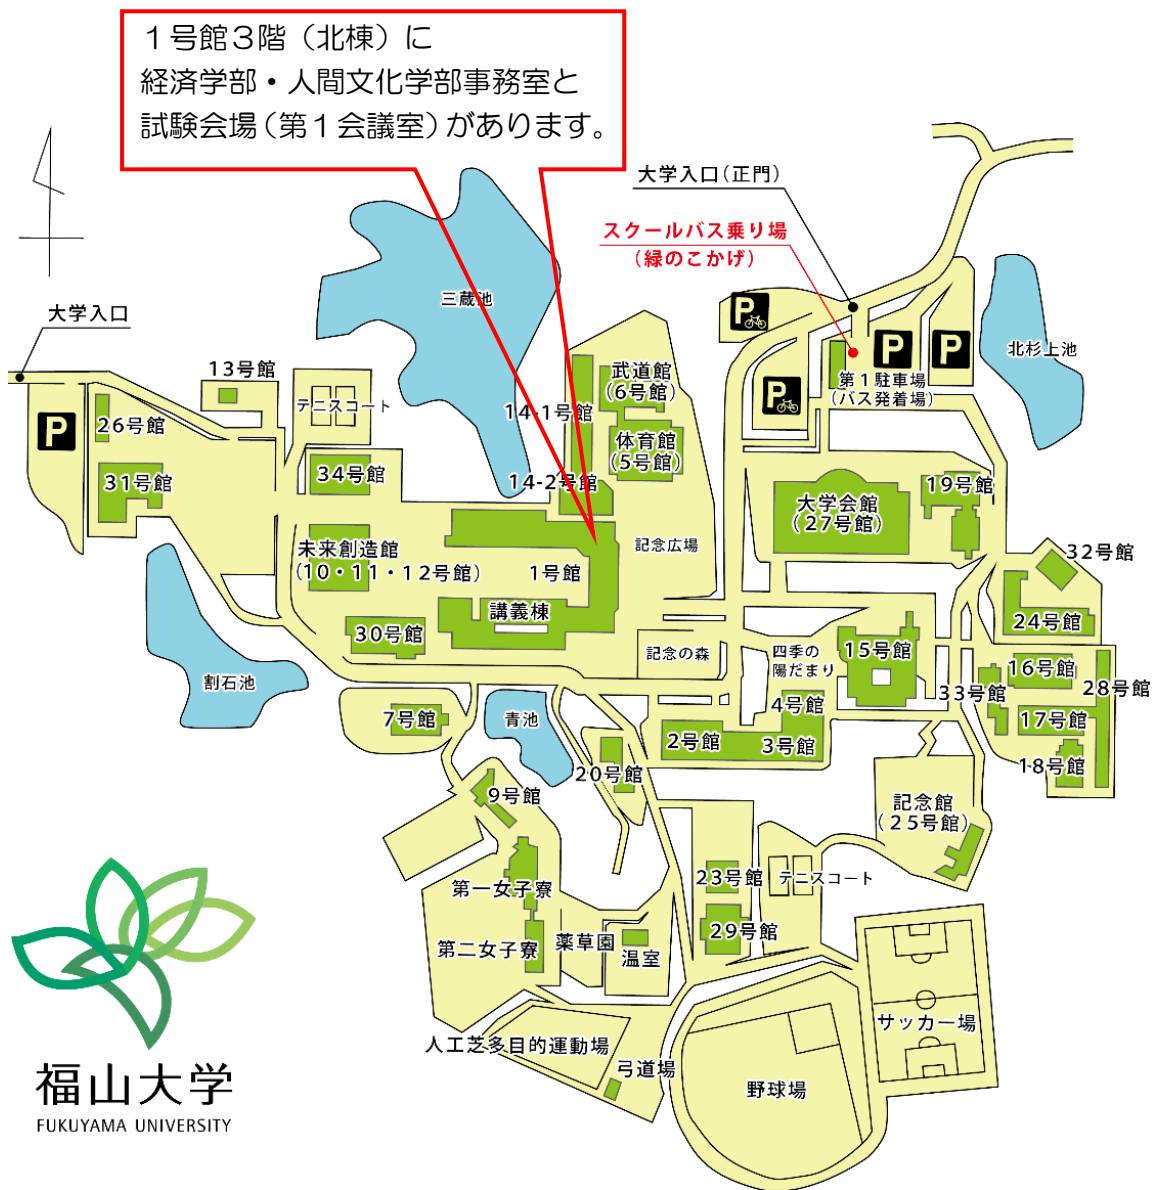 １号館３階（北棟）に
経済学部・人間文化学部事務室と
試験会場（第１会議室）があります。
大学入口（正門）
スクールバス乗り場
（緑のこかげ）
三蔵池
大学入口
北杉上池
P
P
P
第１駐車場
（バス発着場）
P
13号館
テニスコート
武道館
（6号館）
14-1号館
体育館
（5号館）
P
26号館
31号館
34号館
14-2号館
大学会館
（27号館）
19号館
未来創造館
（10・11・12号館）
1号館
記念広場
32号館
講義棟
24号館
30号館
記念の森
四季の
陽だまり
15号館
16号館
割石池
33号館
28号館
7号館
青池
4号館
2号館
3号館
17号館
18号館
20号館
9号館
記念館
（25号館）
第一女子寮
23号館
テニスコート
第二女子寮
薬草園
温室
29号館
サッカー場
人工芝多目的運動場
弓道場
野球場
福山大学
FUKUYAMA UNIVERSITY